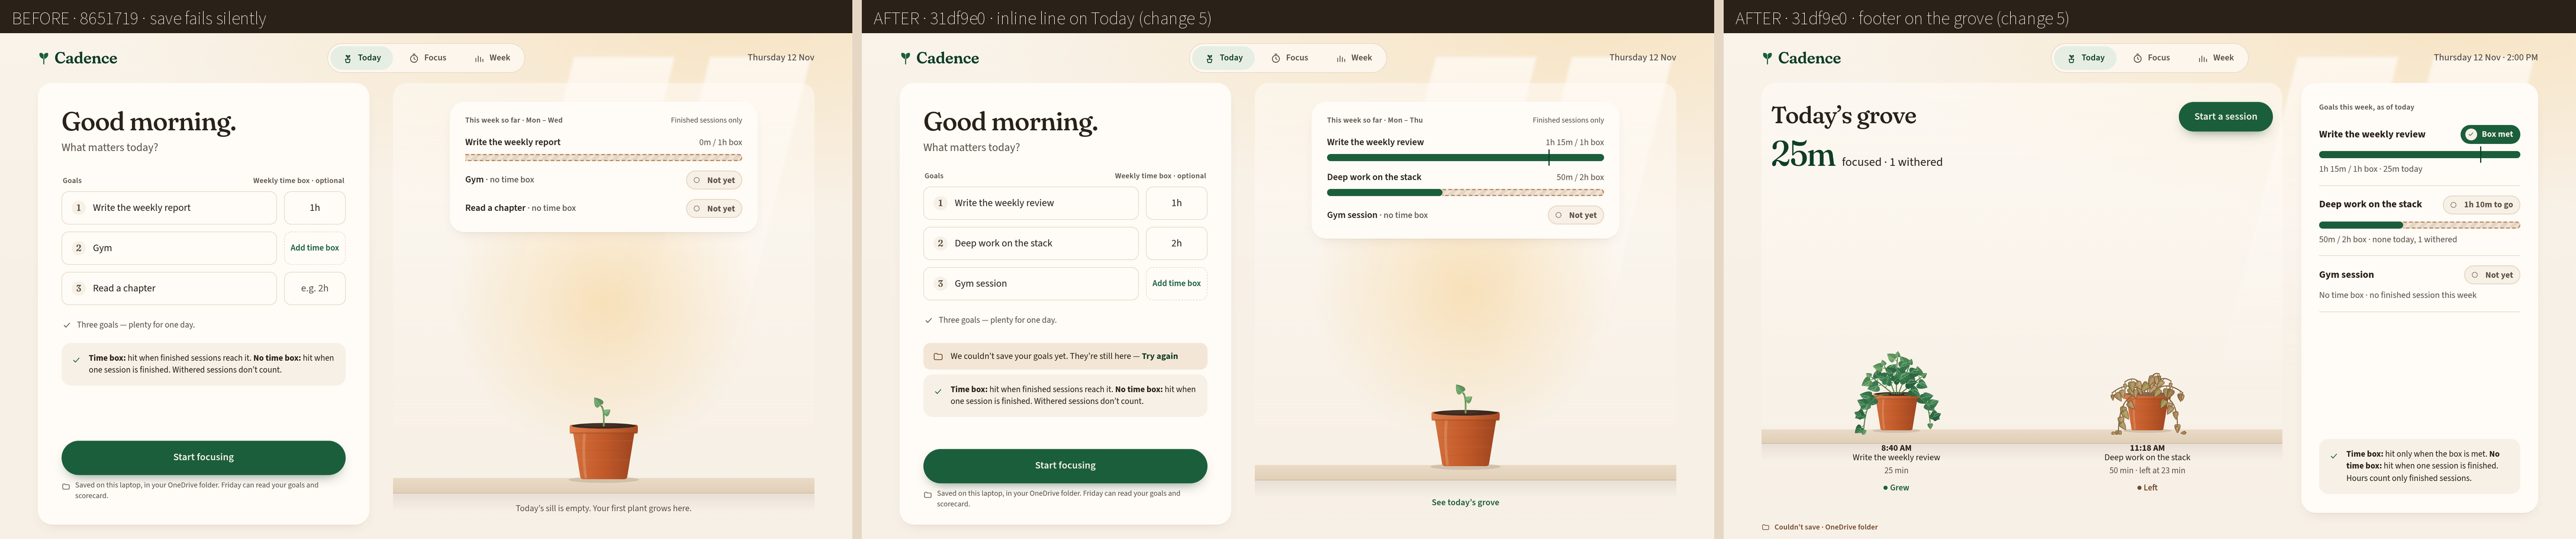 BEFORE · 8651719 · save fails silently
Cadence
Today
Focus
Week
Thursday 12 Nov
Good morning.
What matters today?
Goals
Weekly time box · optional
1 Write the weekly report
1h
2 Gym
Add time box
3 Read a chapter
e.g. 2h
Three goals — plenty for one day.
Time box: hit when finished sessions reach it. No time box: hit when
one session is finished. Withered sessions don't count.
Start focusing
Saved on this laptop, in your OneDrive folder. Friday can read your goals and
scorecard.
This week so far · Mon – Wed
Finished sessions only
Write the weekly report
0m / 1h box
Gym · no time box
Not yet
Read a chapter · no time box
Not yet
Today's sill is empty. Your first plant grows here.
AFTER · 31df9e0 · inline line on Today (change 5)
Cadence
Today
Focus
Week
Thursday 12 Nov
Good morning.
What matters today?
Goals
Weekly time box · optional
1 Write the weekly review
1h
2 Deep work on the stack
2h
3 Gym session
Add time box
Three goals — plenty for one day.
We couldn't save your goals yet. They're still here — Try again
Time box: hit when finished sessions reach it. No time box: hit when
one session is finished. Withered sessions don't count.
Start focusing
Saved on this laptop, in your OneDrive folder. Friday can read your goals and
scorecard.
This week so far · Mon – Thu
Finished sessions only
Write the weekly review
1h 15m / 1h box
Deep work on the stack
50m / 2h box
Gym session · no time box
Not yet
See today's grove
AFTER · 31df9e0 · footer on the grove (change 5)
Cadence
Today
Focus
Week
Thursday 12 Nov · 2:00 PM
Today's grove
Start a session
25m focused · 1 withered
8:40 AM
Write the weekly review
25 min
Grew
11:18 AM
Deep work on the stack
50 min · left at 23 min
Left
Couldn't save · OneDrive folder
Goals this week, as of today
Write the weekly review
Box met
1h 15m / 1h box · 25m today
Deep work on the stack
1h 10m to go
50m / 2h box · none today, 1 withered
Gym session
Not yet
No time box · no finished session this week
Time box: hit only when the box is met. No
time box: hit when one session is finished.
Hours count only finished sessions.